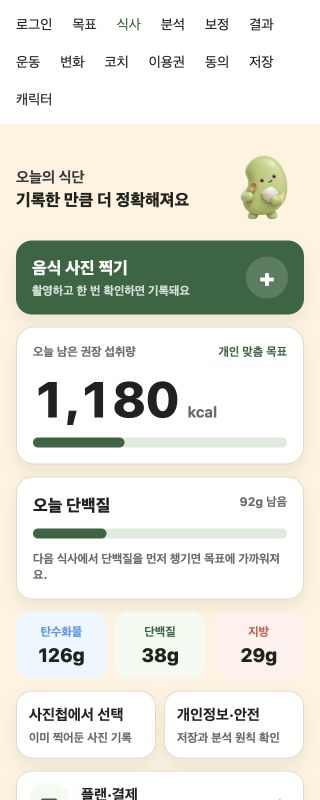 로그인 목표 식사 분석 보정 결과
운동 변화 코치 이용권 동의 저장
캐릭터
오늘의 식단
기록한 만큼 더 정확해져요
음식 사진 찍기
촬영하고 한 번 확인하면 기록돼요
오늘 남은 권장 섭취량
개인 맞춤 목표
1,180 kcal
오늘 단백질
92g 남음
다음 식사에서 단백질을 먼저 챙기면 목표에 가까워져
요.
탄수화물 단백질 지방
126g 38g 29g
사진첩에서 선택 개인정보·안전
이미 찍어둔 사진 기록 저장과 분석 원칙 확인
플랜·결제